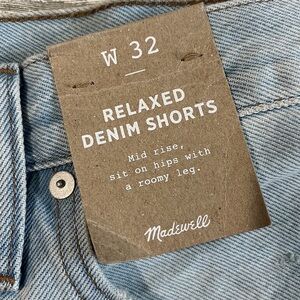 W 32
RELAXED
DENIM SHORTS
Mid rise,
sit on hips with
a roomy leg.
Madewell